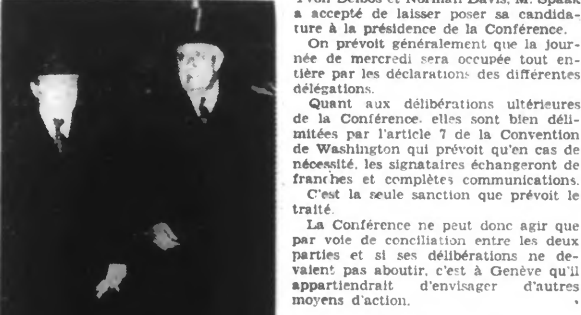 Yvon Delbos et Norman Davis, M. Spaak
a accepté de laisser poser sa candida-
ture à la présidence de la Conférence.
On prévoit généralement que la jour-
née de mercredi sera occupée tout en-
tière par les déclarations des différentes
délégations.
Quant aux délibérations ultérieures
de la Conférence. elles sont bien déli-
mitées par l'article 7 de la Convention
de Washington qui prévoit qu'en cas de
nécessité, les signataires échangeront de
franches et complètes communications.
C'est la seule sanction que prévoit le
traité.
La Conférence ne peut donc agir que
par voie de conciliation entre les deux
parties et si ses délibérations ne de-
vaient pas aboutir, c'est à Genève qu'il
appartiendrait d'envisager d'autres
moyens d'action.